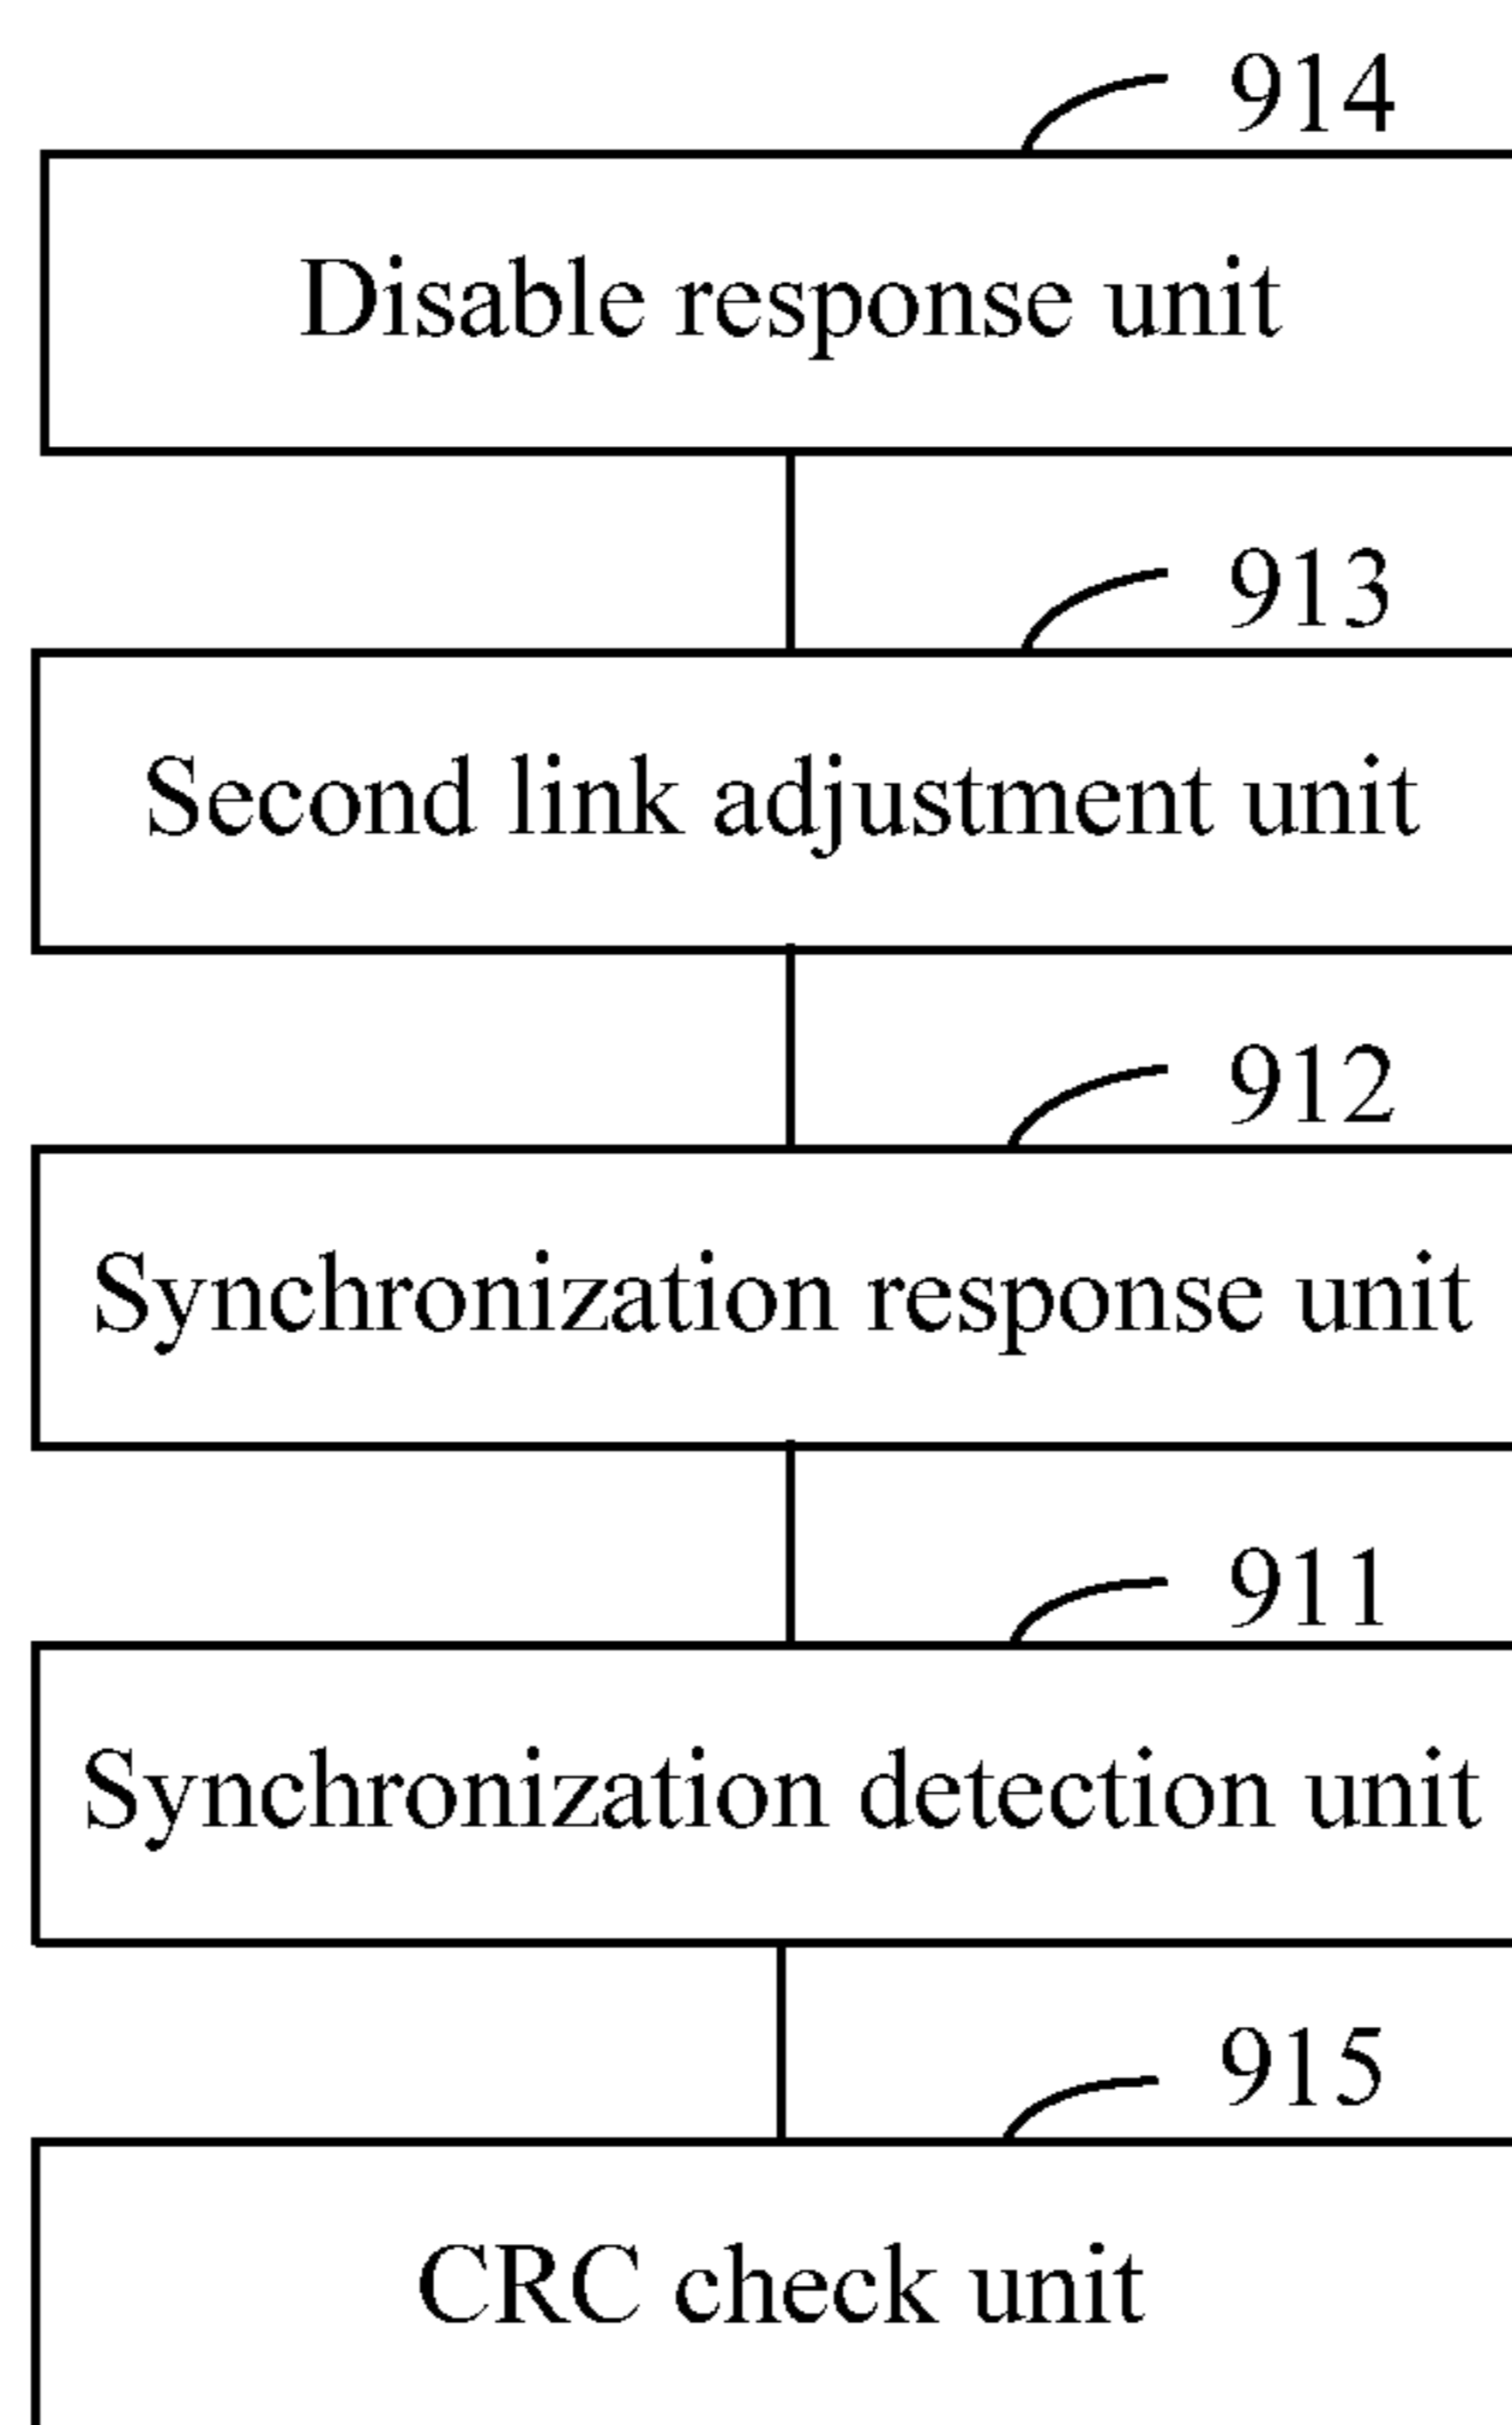 914
Disable response unit
913
Second link adjustment unit
912
Synchronization response unit
911
Synchronization detection unit
915
CRC check unit